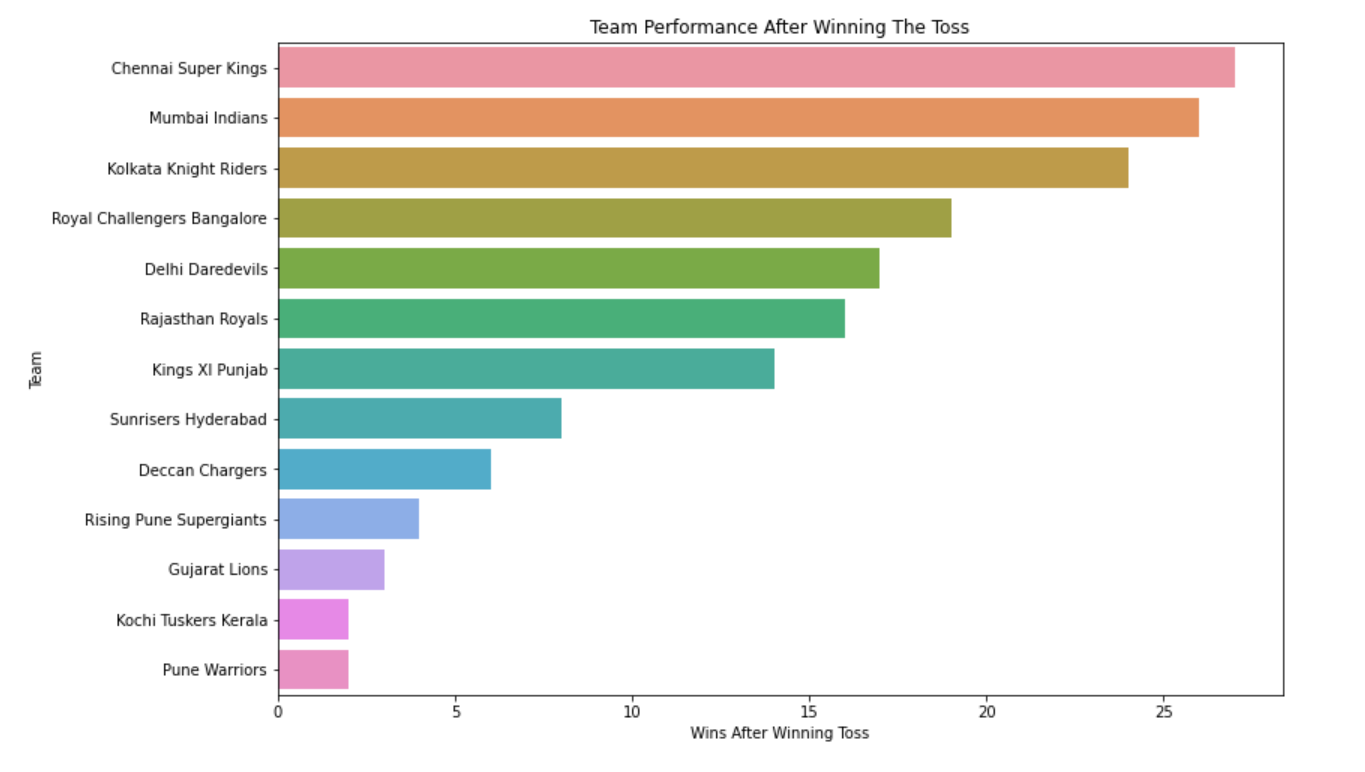 Team Performance After Winning The Toss
Chennai Super Kings
Mumbai Indians
Kolkata Knight Riders
Royal Challengers Bangalore
Delhi Daredevils
Rajasthan Royals
Kings XI Punjab
Sunrisers Hyderabad
Deccan Chargers
Rising Pune Supergiants
Gujarat Lions
Kochi Tuskers Kerala
Pune Warriors
Team
0 5 10 15 20 25
Wins After Winning Toss